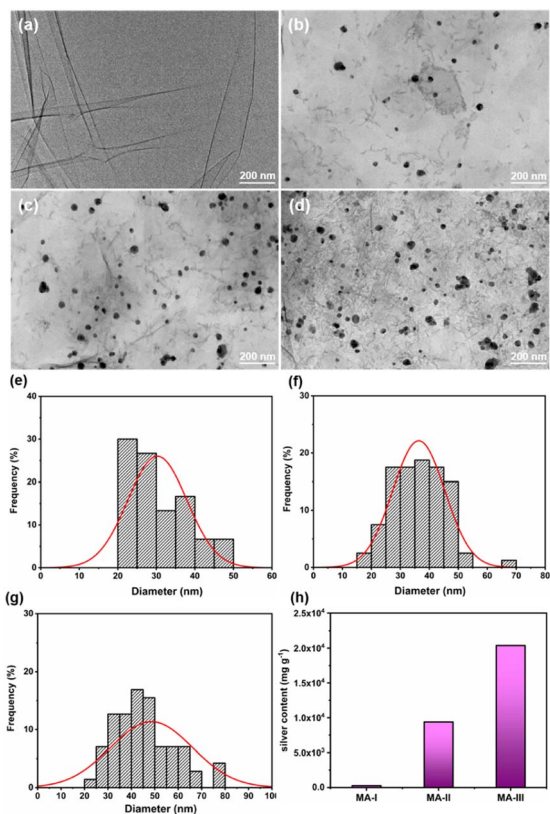 (a)
(b)
200 nm
200 nm
(c)
(d)
200 nm
200 nm
(e)
(f)
40
30
20
10
0
Frequency (%)
0 10 20 30 40 50 60
Diameter (nm)
30
20
10
0
Frequency (%)
0 10 20 30 40 50 60 70 80
Diameter (nm)
(g)
(h)
30
20
10
0
Frequency (%)
0 10 20 30 40 50 60 70 80 90 10
Diameter (nm)
2.5x10⁴
2.0x10⁴
1.5x10⁴
1.0x10⁴
5.0x10³
0.0
silver content (mg g⁻¹)
MA-I MA-II MA-III